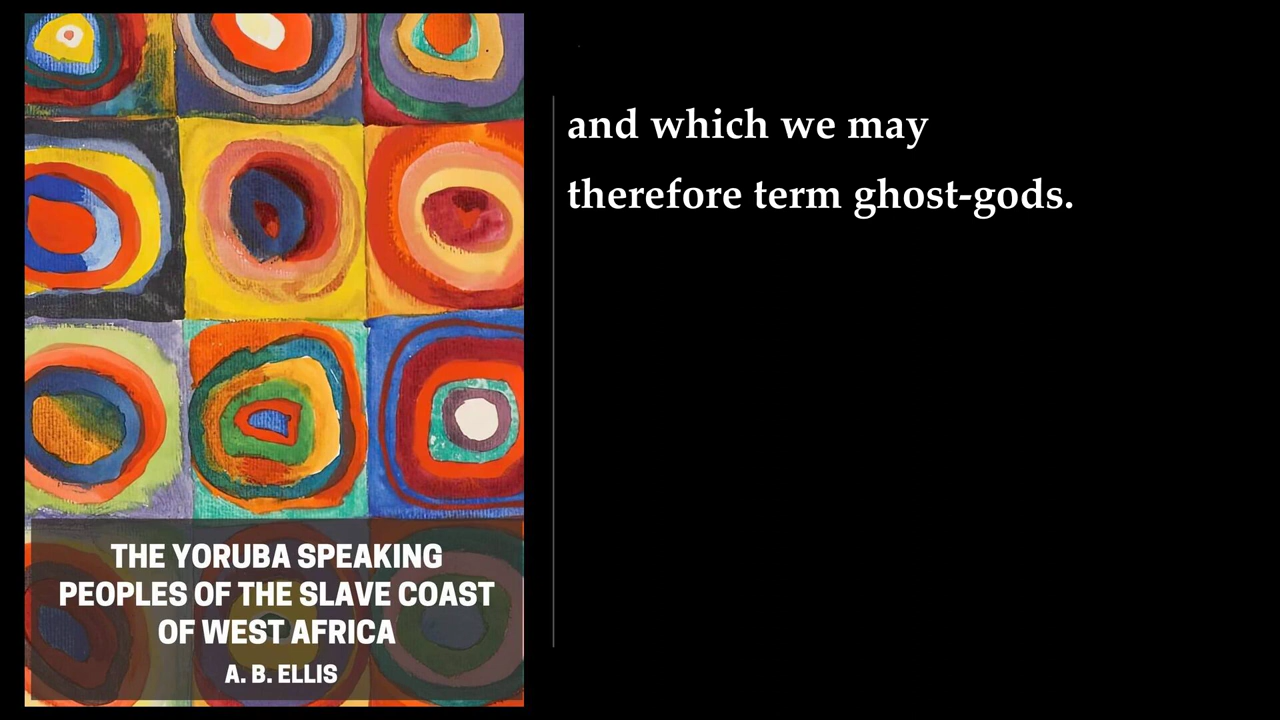 and which we may
therefore term ghost-gods.
THE YORUBA SPEAKING
PEOPLES OF THE SLAVE COAST
OF WEST AFRICA
A. B. ELLIS